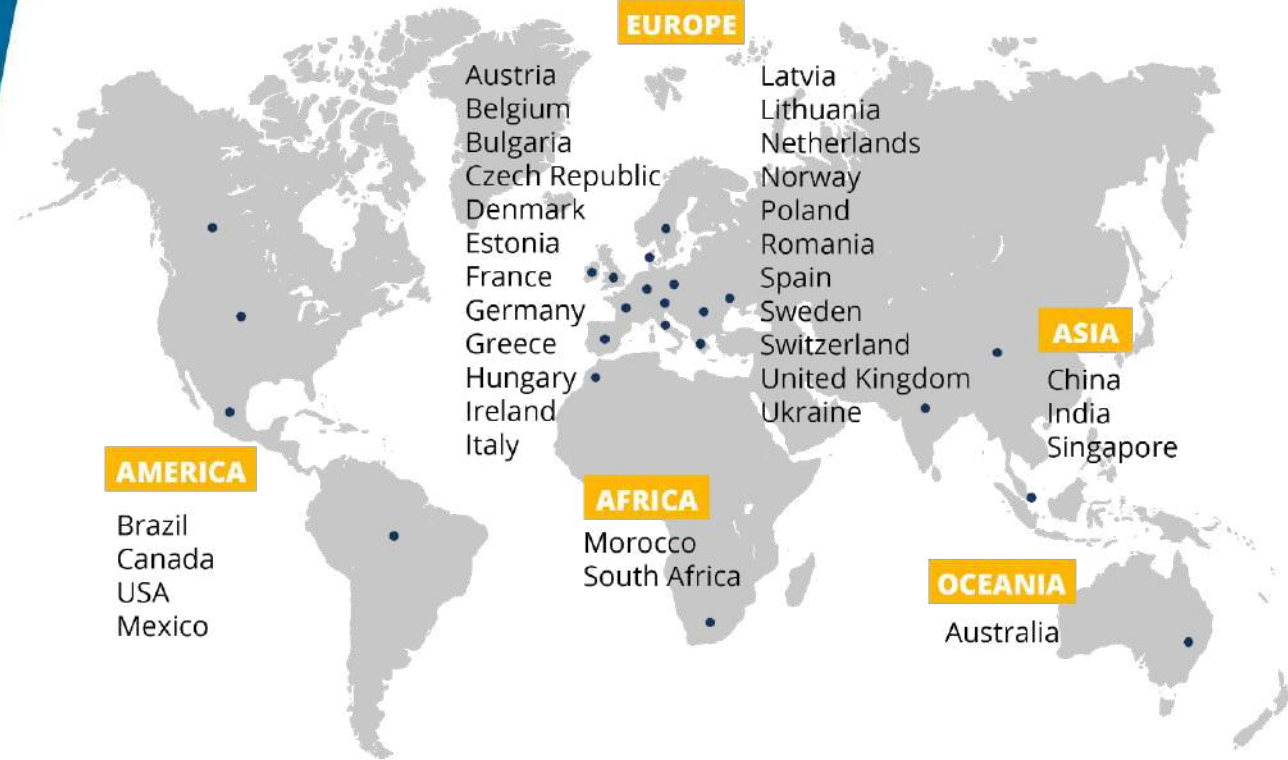 EUROPE
Austria
Belgium
Bulgaria
Czech Republic
Denmark
Estonia
France
Germany
Greece
Hungary
Ireland
Italy
Latvia
Lithuania
Netherlands
Norway
Poland
Romania
Spain
Sweden
Switzerland
United Kingdom
Ukraine
ASIA
China
India
Singapore
AMERICA
Brazil
Canada
USA
Mexico
AFRICA
Morocco
South Africa
OCEANIA
Australia